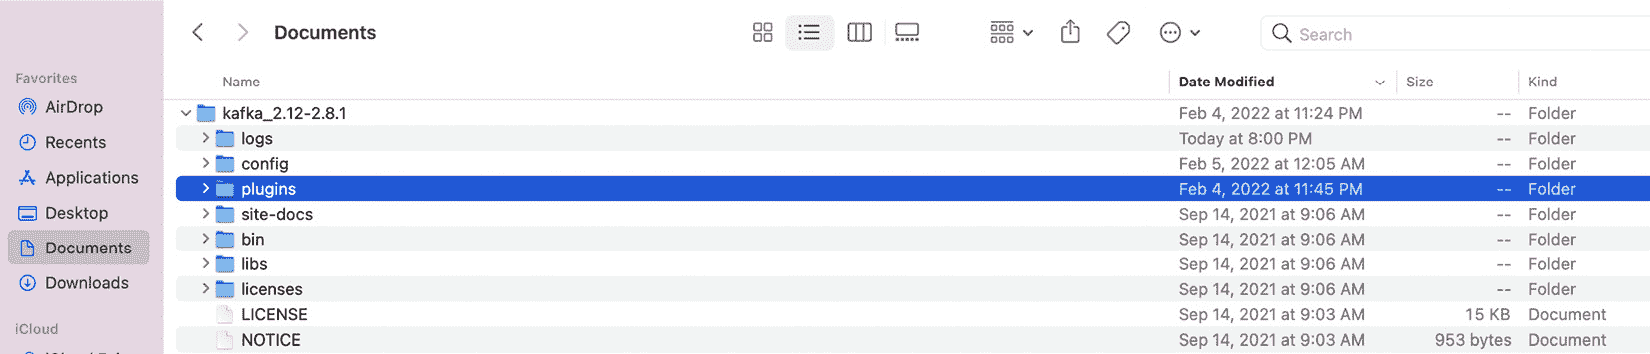 Documents
Search
Favorites
AirDrop
Recents
Applications
Desktop
Documents
Downloads
iCloud
Name Date Modified Size Kind
kafka_2.12-2.8.1 Feb 4, 2022 at 11:24 PM -- Folder
logs Today at 8:00 PM -- Folder
config Feb 5, 2022 at 12:05 AM -- Folder
plugins Feb 4, 2022 at 11:45 PM -- Folder
site-docs Sep 14, 2021 at 9:06 AM -- Folder
bin Sep 14, 2021 at 9:06 AM -- Folder
libs Sep 14, 2021 at 9:06 AM -- Folder
licenses Sep 14, 2021 at 9:06 AM -- Folder
LICENSE Sep 14, 2021 at 9:03 AM 15 KB Document
NOTICE Sep 14, 2021 at 9:03 AM 953 bytes Document